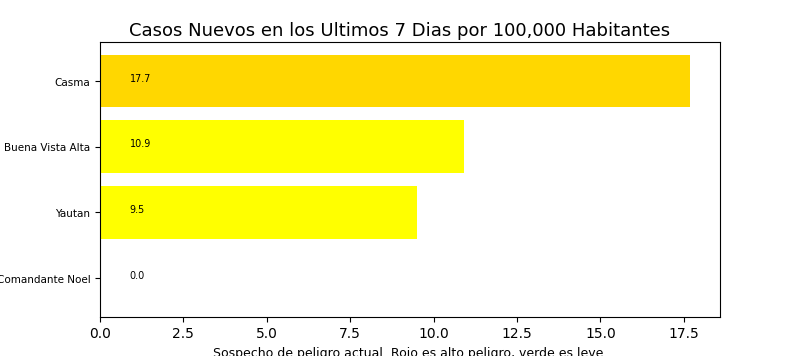 Casos Nuevos en los Ultimos 7 Dias por 100,000 Habitantes
Casma
17.7
Buena Vista Alta
10.9
Yautan
9.5
Comandante Noel
0.0
0.0 2.5 5.0 7.5 10.0 12.5 15.0 17.5
Sospecho de peligro actual. Rojo es alto peligro, verde es leve